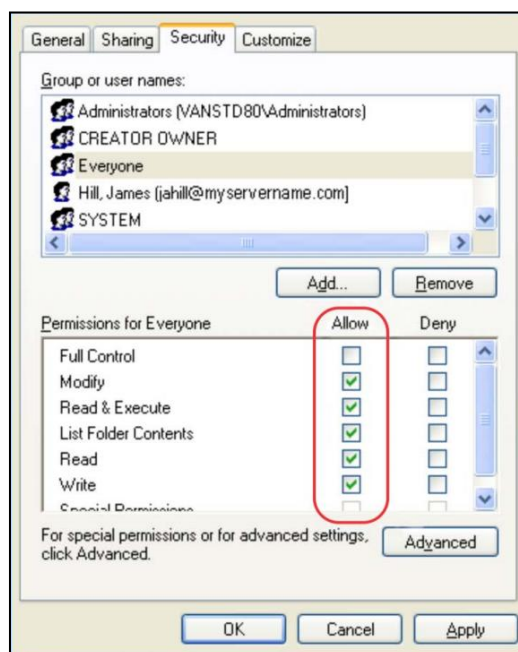 General Sharing Security Customize
Group or user names:
Administrators (VANSTD80\Administrators)
CREATOR OWNER
Everyone
Hill, James (jahill@myservername.com)
SYSTEM
Add... Remove
Permissions for Everyone Allow Deny
Full Control
Modify
Read & Execute
List Folder Contents
Read
Write
Special Permissions
For special permissions or for advanced settings, Advanced
click Advanced.
OK Cancel Apply